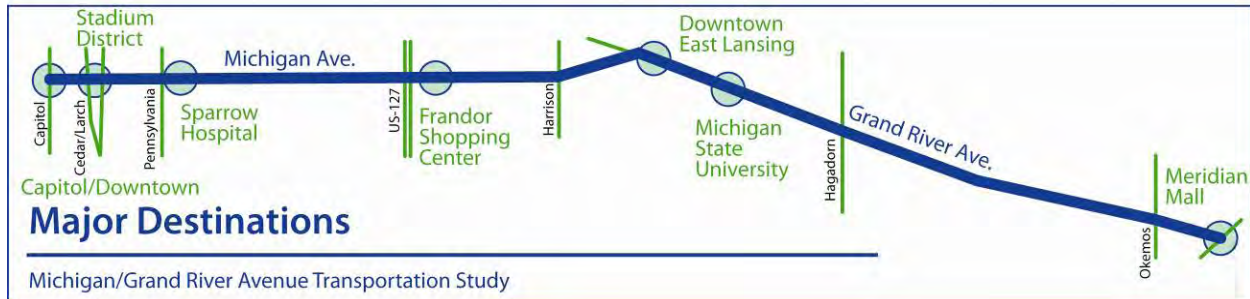 Stadium
District
Michigan Ave.
Downtown
East Lansing
Capitol
Cedar/Larch
Pennsylvania
Sparrow
Hospital
US-127
Frandor
Shopping
Center
Harrison
Michigan
State
University
Hagadorn
Grand River Ave.
Meridian
Mall
Okemos
Capitol/Downtown
Major Destinations
Michigan/Grand River Avenue Transportation Study